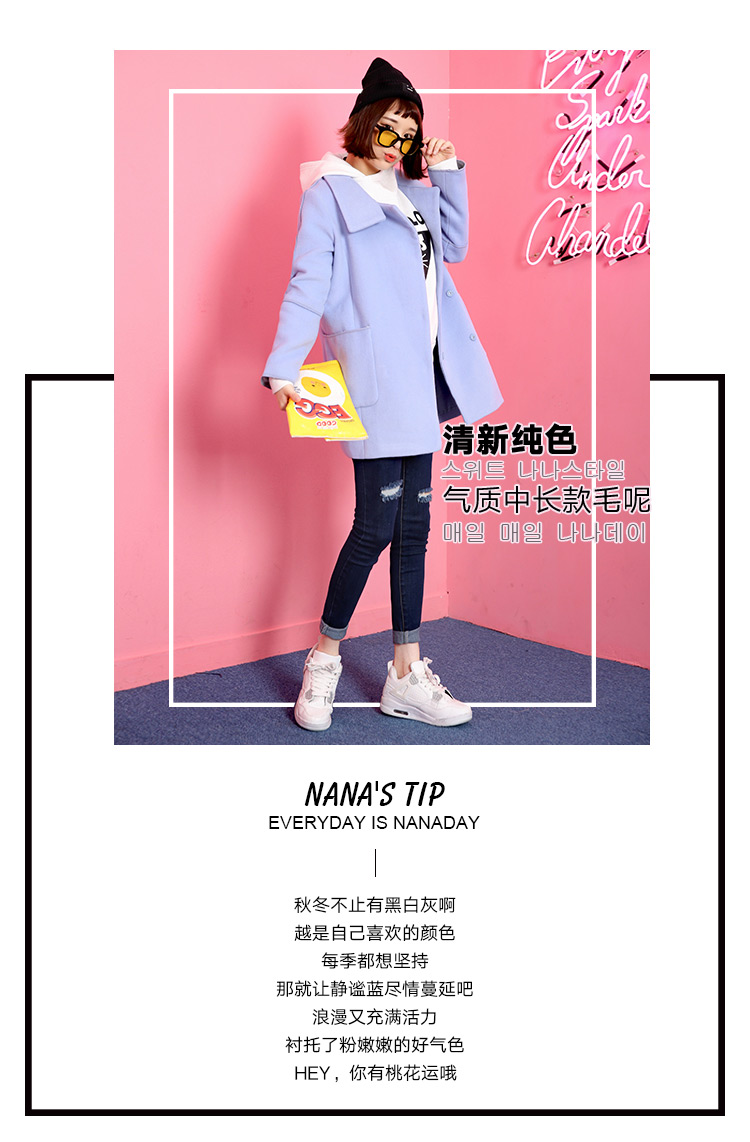 Spark
Under
清新纯色
스위트 나나스타일
气质中长款毛呢
매일 매일 나나데이
EGG
NANA'S TIP
EVERYDAY IS NANADAY
秋冬不止有黑白灰啊
越是自己喜欢的颜色
每季都想坚持
那就让静谧蓝尽情蔓延吧
浪漫又充满活力
衬托了粉嫩嫩的好气色
HEY，你有桃花运哦